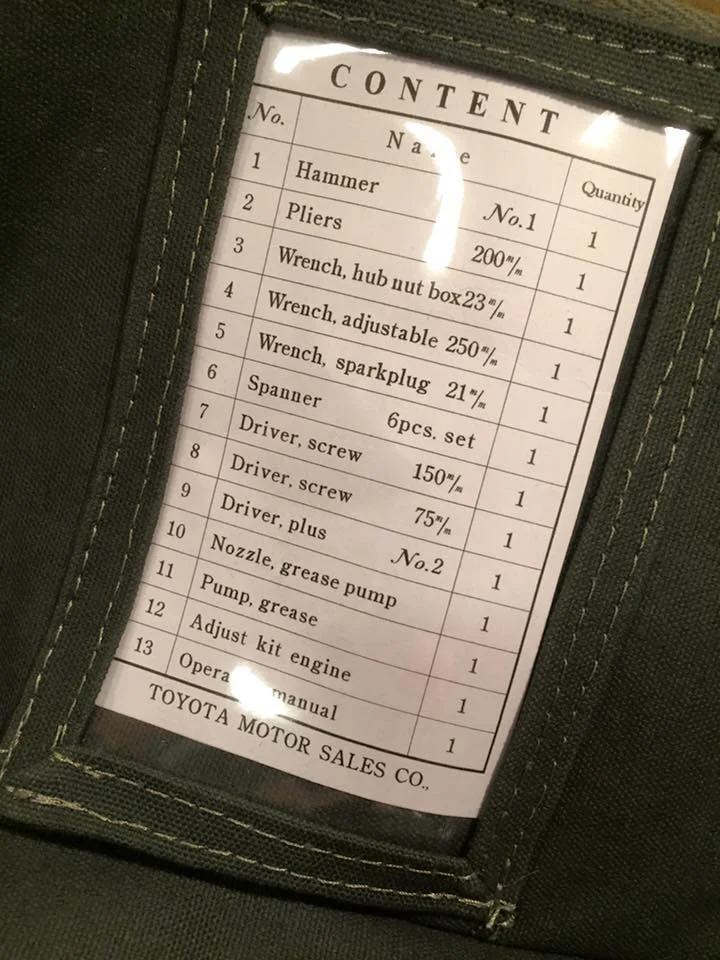 CONTENT
No. Name Quantity
1 Hammer No.1 1
2 Pliers 200m/m 1
3 Wrench, hub nut box 23m/m 1
4 Wrench, adjustable 250m/m 1
5 Wrench, sparkplug 21m/m 1
6 Spanner 6pcs. set 1
7 Driver, screw 150m/m 1
8 Driver, screw 75m/m 1
9 Driver, plus No.2 1
10 Nozzle, grease pump 1
11 Pump, grease 1
12 Adjust kit engine 1
13 manual 1
TOYOTA MOTOR SALES CO.,